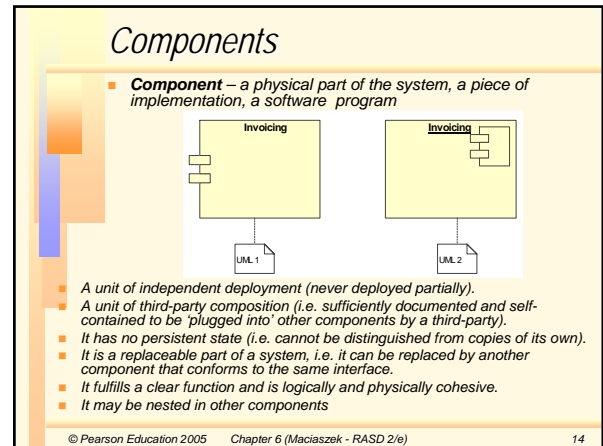 Components
Component – a physical part of the system, a piece of
implementation, a software program
Invoicing
Invoicing
UML 1
UML 2
A unit of independent deployment (never deployed partially).
A unit of third-party composition (i.e. sufficiently documented and self-
contained to be ‘plugged into’ other components by a third-party).
It has no persistent state (i.e. cannot be distinguished from copies of its own).
It is a replaceable part of a system, i.e. it can be replaced by another
component that conforms to the same interface.
It fulfills a clear function and is logically and physically cohesive.
It may be nested in other components
© Pearson Education 2005 Chapter 6 (Maciaszek - RASD 2/e) 14